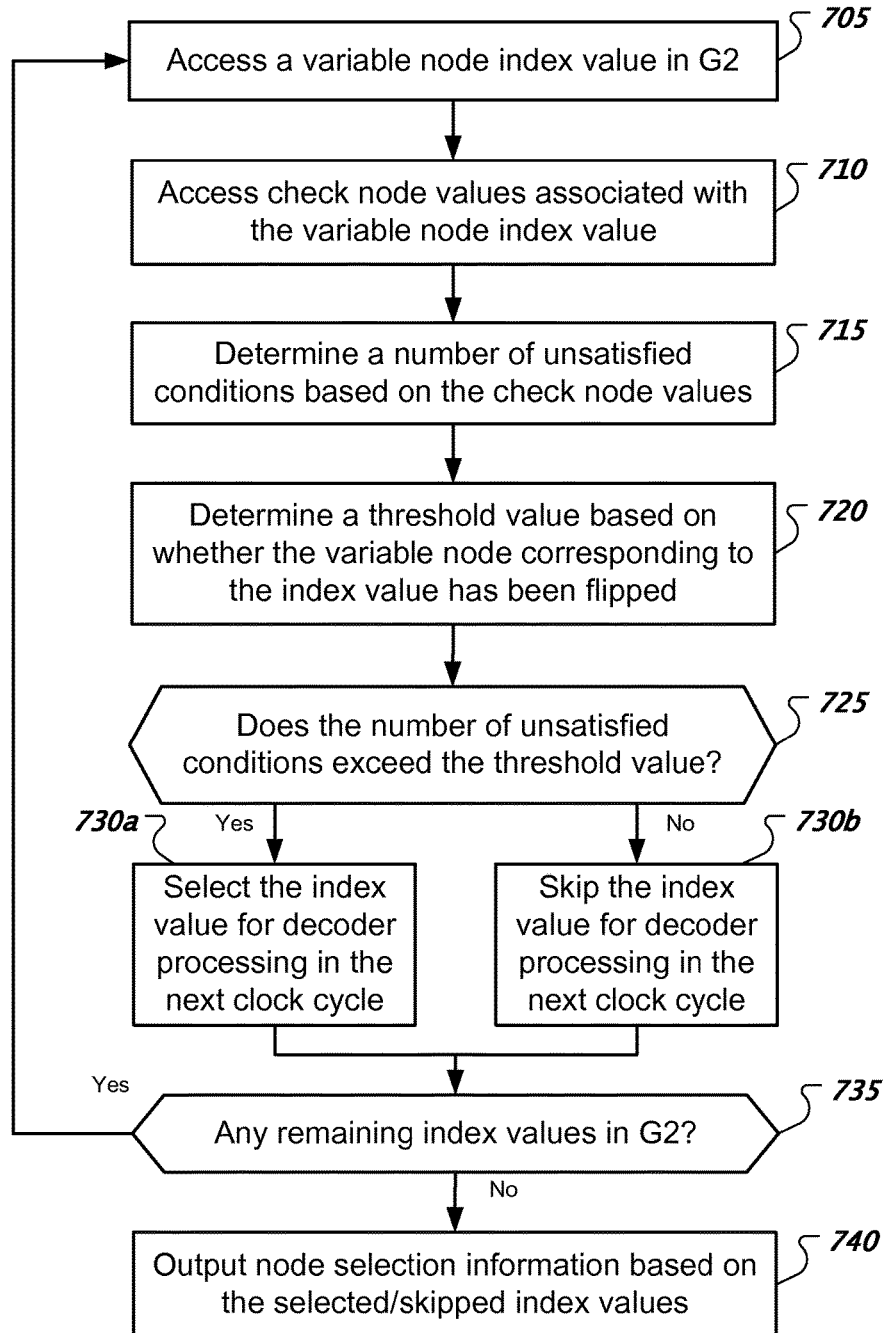 705
Access a variable node index value in G2
710
Access check node values associated with
the variable node index value
715
Determine a number of unsatisfied
conditions based on the check node values
720
Determine a threshold value based on
whether the variable node corresponding to
the index value has been flipped
725
Does the number of unsatisfied
conditions exceed the threshold value?
730a
Yes
No
730b
Select the index
value for decoder
processing in the
next clock cycle
Skip the index
value for decoder
processing in the
next clock cycle
Yes
735
Any remaining index values in G2?
No
740
Output node selection information based on
the selected/skipped index values